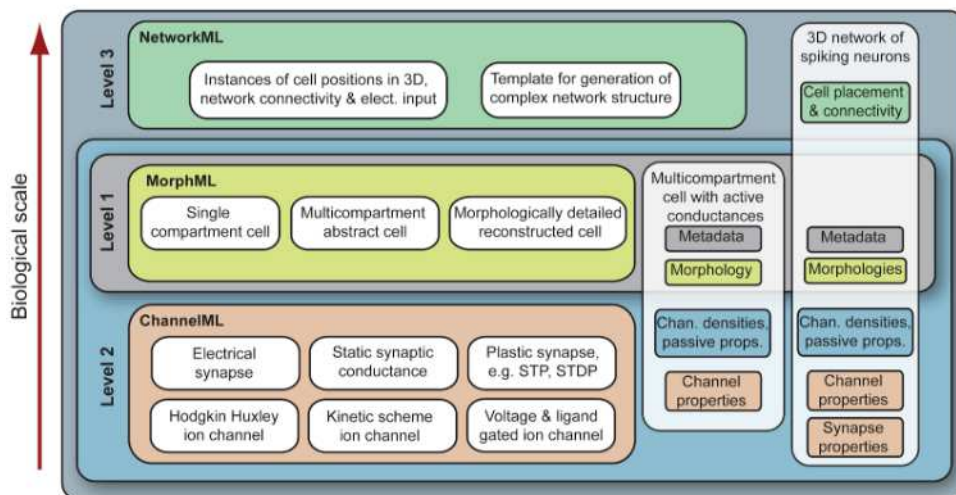 Biological scale
Level 3
NetworkML
Instances of cell positions in 3D,
network connectivity & elect. input
Template for generation of
complex network structure
3D network of
spiking neurons
Cell placement
& connectivity
Level 1
MorphML
Single
compartment cell
Multicompartment
abstract cell
Morphologically detailed
reconstructed cell
Multicompartment
cell with active
conductances
Metadata
Morphology
Metadata
Morphologies
Level 2
ChannelML
Electrical
synapse
Static synaptic
conductance
Plastic synapse,
e.g. STP, STDP
Hodgkin Huxley
ion channel
Kinetic scheme
ion channel
Voltage & ligand
gated ion channel
Chan. densities,
passive props.
Channel
properties
Chan. densities,
passive props.
Channel
properties
Synapse
properties